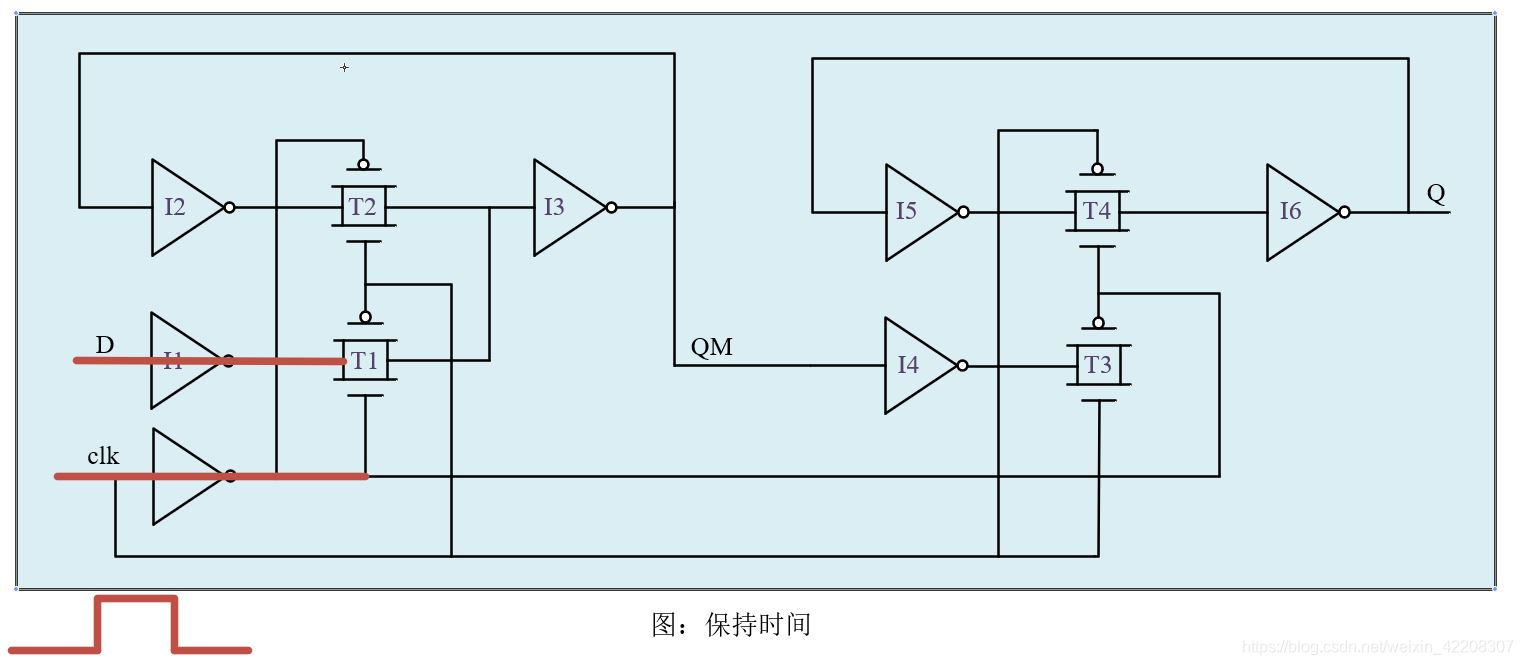 I2
T2
I3
I5
T4
I6
Q
D
I1
T1
QM
I4
T3
clk
图：保持时间
https://blog.csdn.net/weixin_42208307